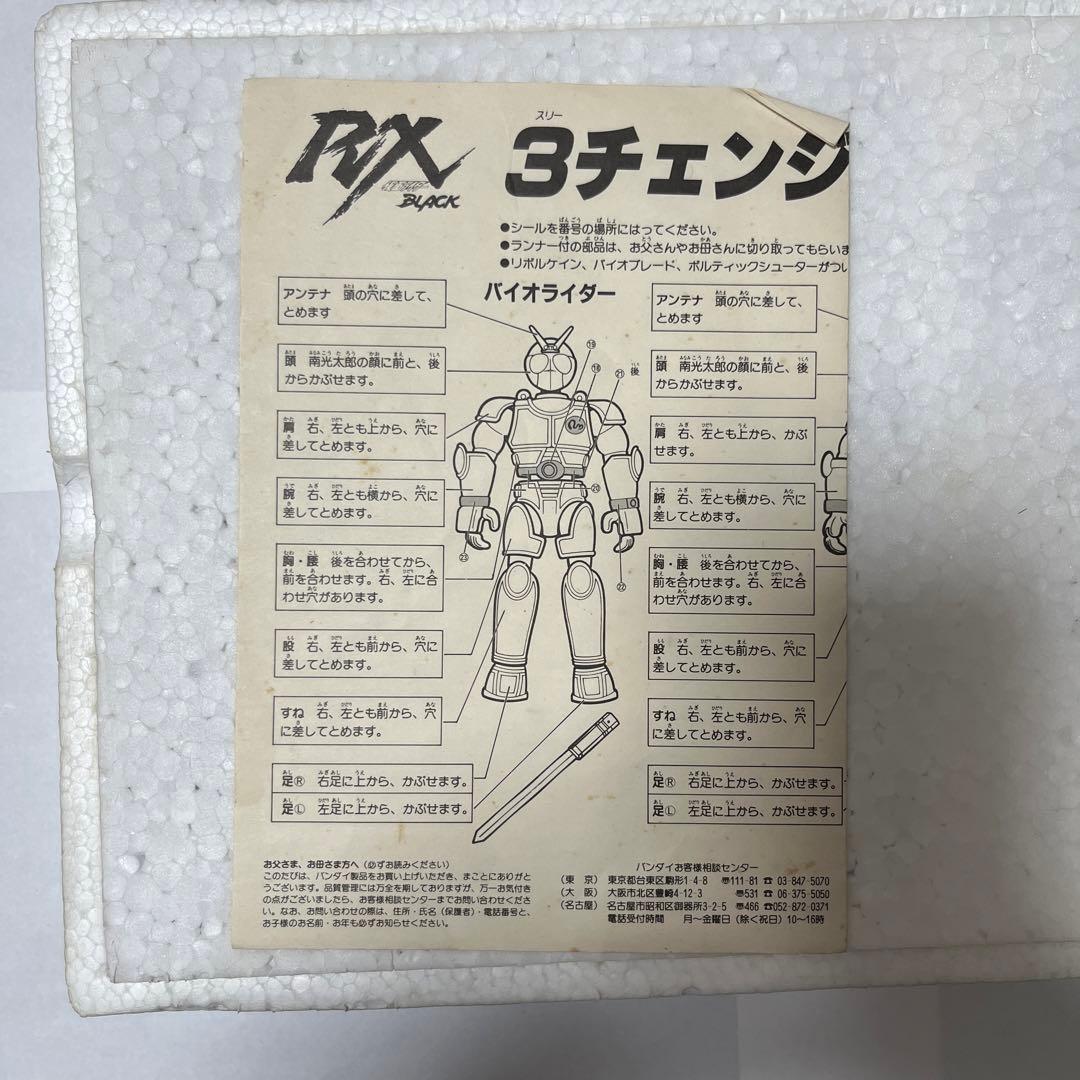 RX
仮面ライダー
BLACK
スリー
3チェンジ
●シールを番号の場所にはってください。
●ランナー付の部品は、お父さんやお母さんに切り取ってもらいま
●リボルケイン、バイオブレード、ボルティックシューターがつい
バイオライダー
アンテナ 頭の穴に差して、
とめます
頭 南光太郎の顔に前と、後
からかぶせます。
肩 右、左とも上から、穴に
差してとめます。
腕 右、左とも横から、穴に
差してとめます。
胸・腰 後を合わせてから、
前を合わせます。右、左に合
わせ穴があります。
股 右、左とも前から、穴に
差してとめます。
すね 右、左とも前から、穴
に差してとめます。
足Ⓡ 右足に上から、かぶせます。
足Ⓛ 左足に上から、かぶせます。
⑲
⑱
㉑
後
⑳
㉓
㉒
アンテナ 頭の穴に差して、
とめます
頭 南光太郎の顔に前と、後
からかぶせます。
肩 右、左とも上から、かぶ
せます。
腕 右、左とも横から、穴に
差してとめます。
胸・腰 後を合わせてから、
前を合わせます。右、左に合
わせ穴があります。
股 右、左とも前から、穴に
差してとめます。
すね 右、左とも前から、穴
に差してとめます。
足Ⓡ 右足に上から、かぶせます。
足Ⓛ 左足に上から、かぶせます。
お父さま、お母さま方へ(必ずお読みください)
このたびは、バンダイ製品をお買い上げいただき、まことにありがと
うございます。品質管理には万全を期しておりますが、万一お気付き
の点がございましたら、お客様相談センターまでお問い合わせくださ
い。なお、お問い合わせの際は、住所・氏名(保護者)・電話番号と、
お子様のお名前・お年も必ずお知らせください。
バンダイお客様相談センター
(東 京) 東京都台東区駒形1-4-8 〠111-81 ☎03-847-5070
(大 阪) 大阪市北区豊崎4-12-3 〠531 ☎06-375-5050
(名古屋) 名古屋市昭和区御器所3-2-5 〠466 ☎052-872-0371
電話受付時間 月〜金曜日(除く祝日)10〜16時